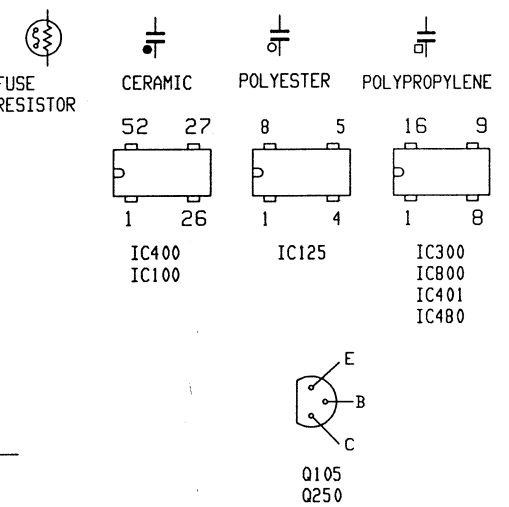 FUSE
RESISTOR
CERAMIC
POLYESTER
POLYPROPYLENE
52 27
1 26
IC400
IC100
8 5
1 4
IC125
16 9
1 8
IC300
IC800
IC401
IC480
E
B
C
Q105
Q250